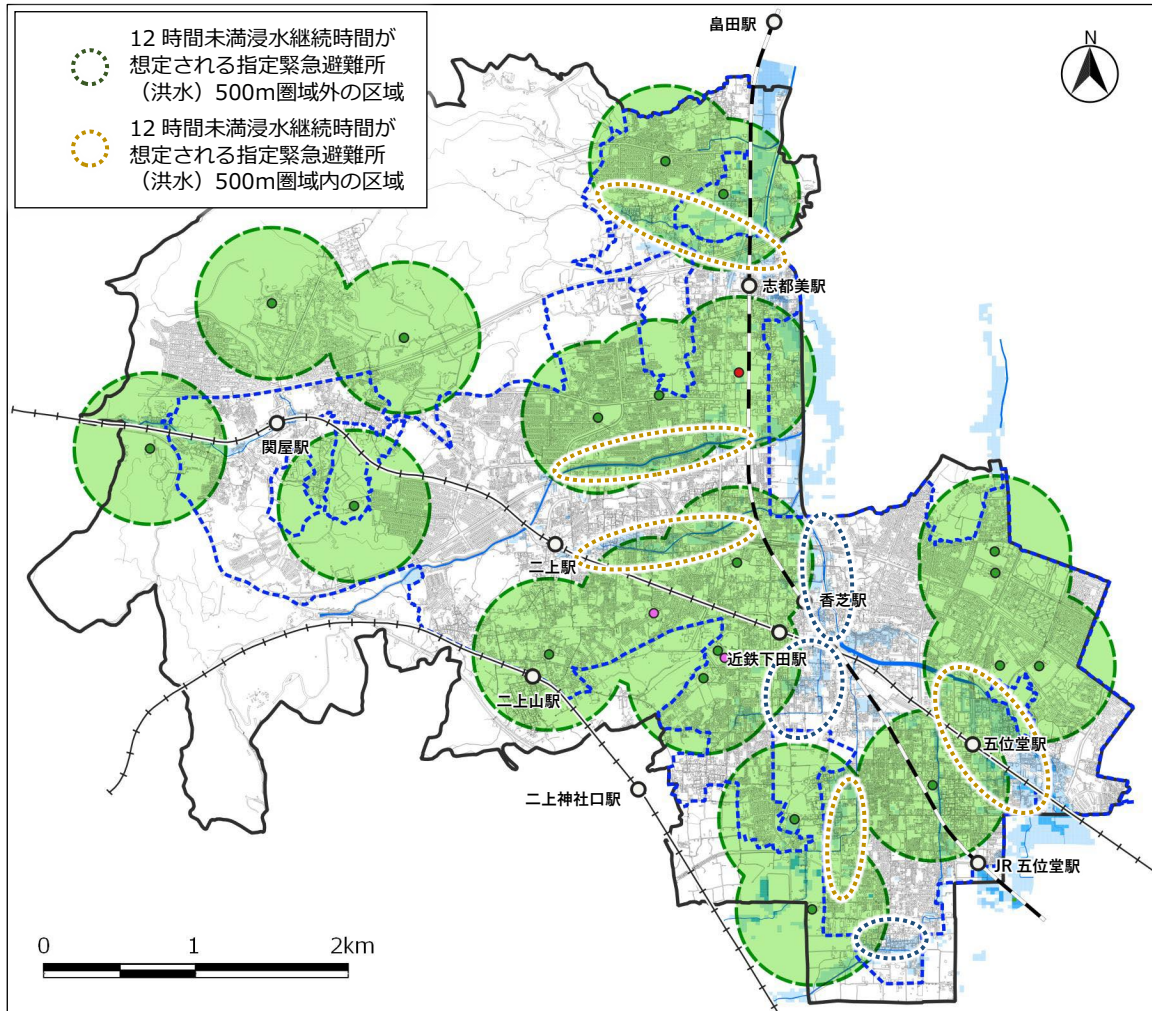 12 時間未満浸水継続時間が
想定される指定緊急避難所
（洪水）500m圏域外の区域
12 時間未満浸水継続時間が
想定される指定緊急避難所
（洪水）500m圏域内の区域
畠田駅
N
志都美駅
関屋駅
二上駅
香芝駅
近鉄下田駅
二上山駅
五位堂駅
二上神社口駅
JR 五位堂駅
0 1 2km